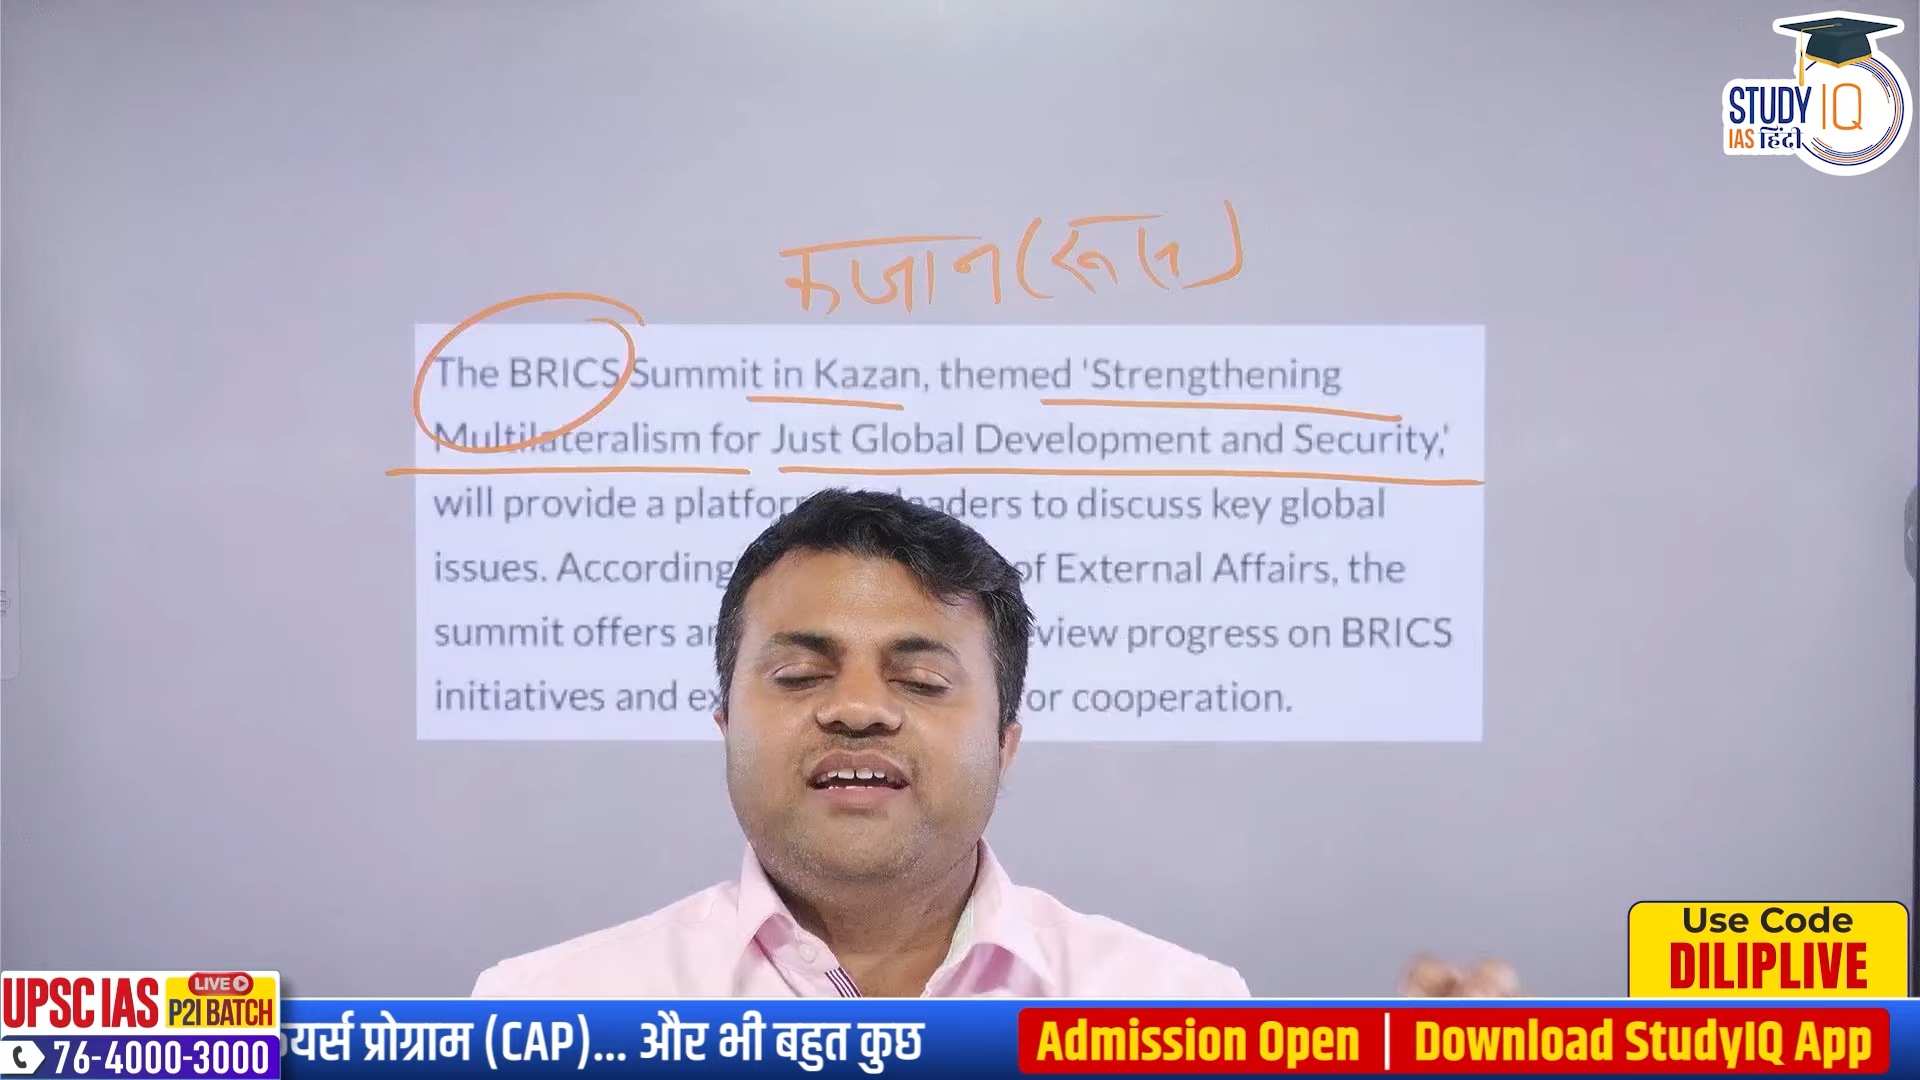 STUDY IQ
IAS हिंदी
कजान (रूस)
The BRICS Summit in Kazan, themed 'Strengthening
Multilateralism for Just Global Development and Security,'
will provide a platfor leaders to discuss key global
issues. According of External Affairs, the
summit offers an view progress on BRICS
initiatives and ex or cooperation.
Use Code
DILIPLIVE
UPSC IAS LIVE P2I BATCH
76-4000-3000
यर्स प्रोग्राम (CAP)... और भी बहुत कुछ
Admission Open | Download StudyIQ App